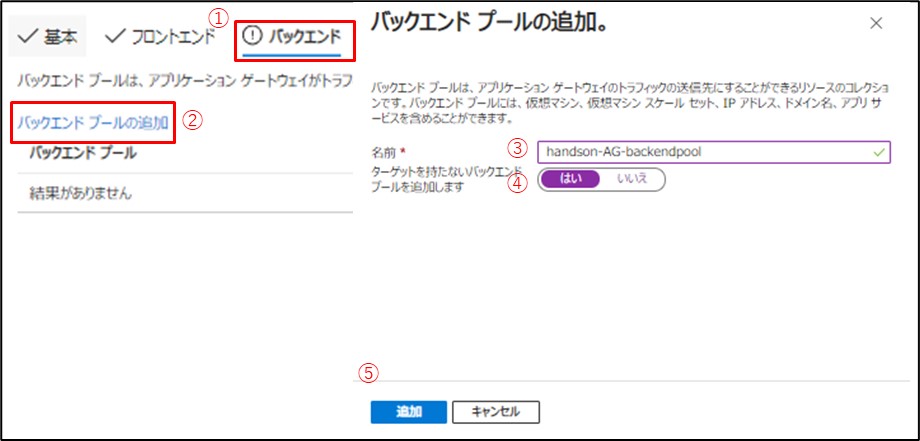 ①
基本
フロントエンド
バックエンド
バックエンド プールは、アプリケーション ゲートウェイがトラフ
バックエンド プールの追加
②
バックエンド プール
結果がありません
バックエンド プールの追加。
バックエンド プールは、アプリケーション ゲートウェイのトラフィックの送信先にすることができるリソースのコレクショ
ンです。バックエンド プールには、仮想マシン、仮想マシン スケール セット、IP アドレス、ドメイン名、アプリ サ
ービスを含めることができます。
名前 *
③
handson-AG-backendpool
ターゲットを持たないバックエンド
プールを追加します
④
はい
いいえ
⑤
追加
キャンセル